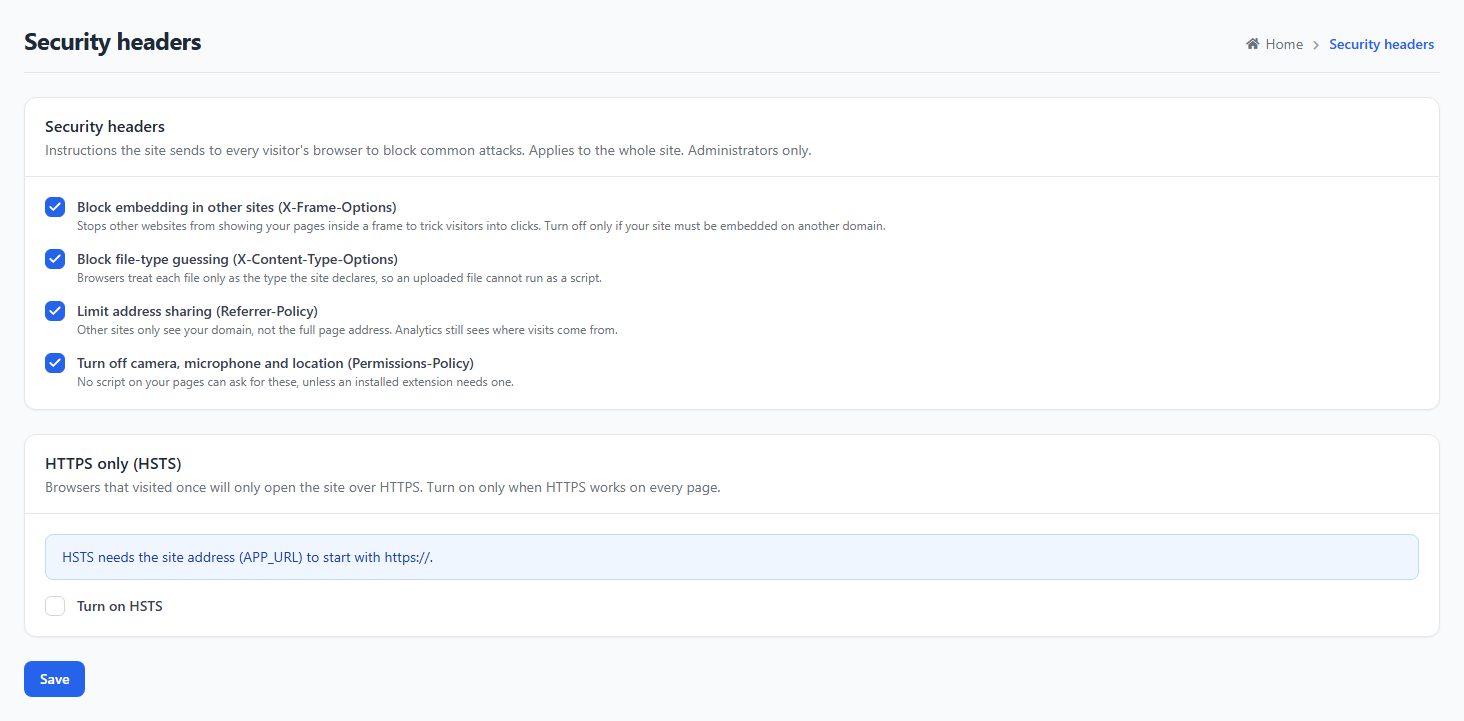 Security headers
Home > Security headers
Security headers
Instructions the site sends to every visitor's browser to block common attacks. Applies to the whole site. Administrators only.
Block embedding in other sites (X-Frame-Options)
Stops other websites from showing your pages inside a frame to trick visitors into clicks. Turn off only if your site must be embedded on another domain.
Block file-type guessing (X-Content-Type-Options)
Browsers treat each file only as the type the site declares, so an uploaded file cannot run as a script.
Limit address sharing (Referrer-Policy)
Other sites only see your domain, not the full page address. Analytics still sees where visits come from.
Turn off camera, microphone and location (Permissions-Policy)
No script on your pages can ask for these, unless an installed extension needs one.
HTTPS only (HSTS)
Browsers that visited once will only open the site over HTTPS. Turn on only when HTTPS works on every page.
HSTS needs the site address (APP_URL) to start with https://.
Turn on HSTS
Save